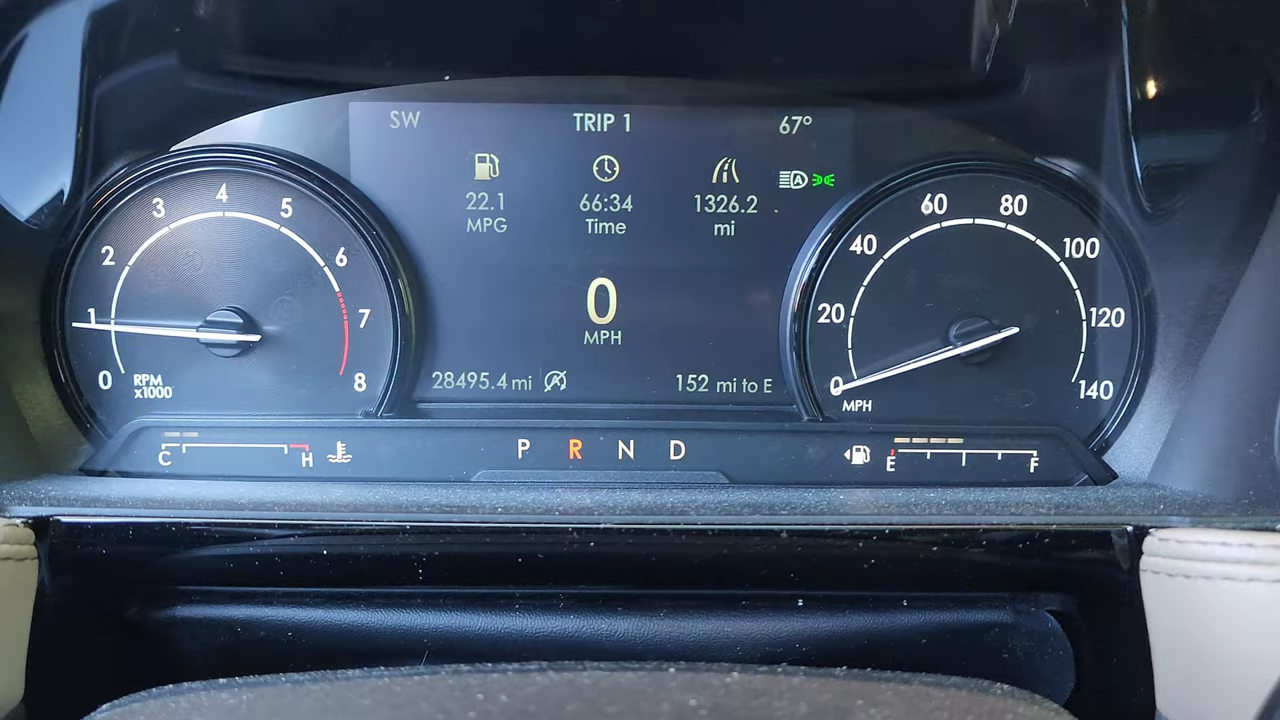 SW TRIP 1 67°
22.1 66:34 1326.2
MPG Time mi
0
MPH
28495.4 mi 152 mi to E
0 1 2 3 4 5 6 7 8
RPM
x1000
0 20 40 60 80 100 120 140
MPH
C H
P R N D
E F